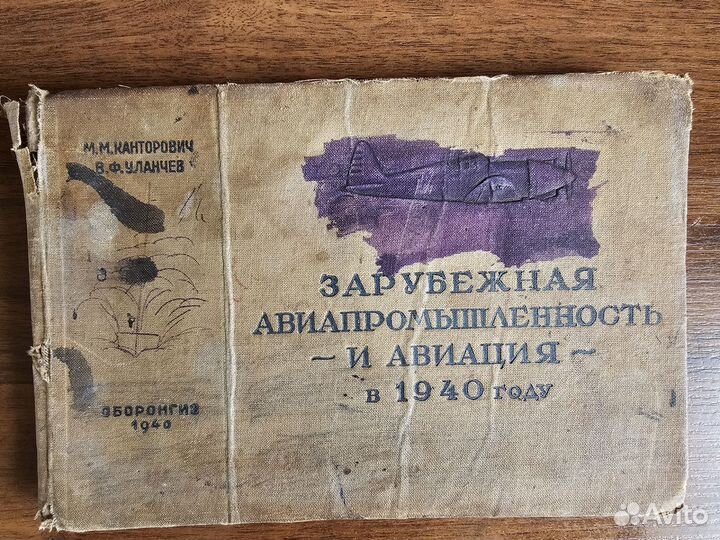 М.М.КАНТОРОВИЧ
В.Ф.УЛАНЧЕВ
ОБОРОНГИЗ
1940
ЗАРУБЕЖНАЯ
АВИАПРОМЫШЛЕННОСТЬ
— И АВИАЦИЯ —
в 1940 году
Avito